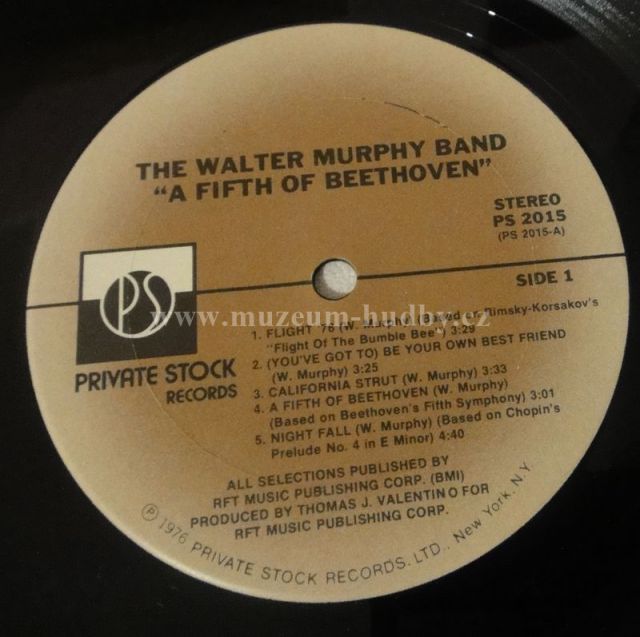 THE WALTER MURPHY BAND
"A FIFTH OF BEETHOVEN"
STEREO
PS 2015
(PS 2015-A)
SIDE 1
PS
PRIVATE STOCK
RECORDS
www.muzeum-hudby.cz
1. FLIGHT '76 (W. Murphy) (Based on Rimsky-Korsakov's
"Flight Of The Bumble Bee") 3:29
2. (YOU'VE GOT TO) BE YOUR OWN BEST FRIEND
(W. Murphy) 3:25
3. CALIFORNIA STRUT (W. Murphy) 3:33
4. A FIFTH OF BEETHOVEN (W. Murphy)
(Based on Beethoven's Fifth Symphony) 3:01
5. NIGHT FALL (W. Murphy) (Based on Chopin's
Prelude No. 4 in E Minor) 4:40
ALL SELECTIONS PUBLISHED BY
RFT MUSIC PUBLISHING CORP. (BMI)
PRODUCED BY THOMAS J. VALENTINO FOR
RFT MUSIC PUBLISHING CORP.
℗ 1976 PRIVATE STOCK RECORDS, LTD., New York, N.Y.